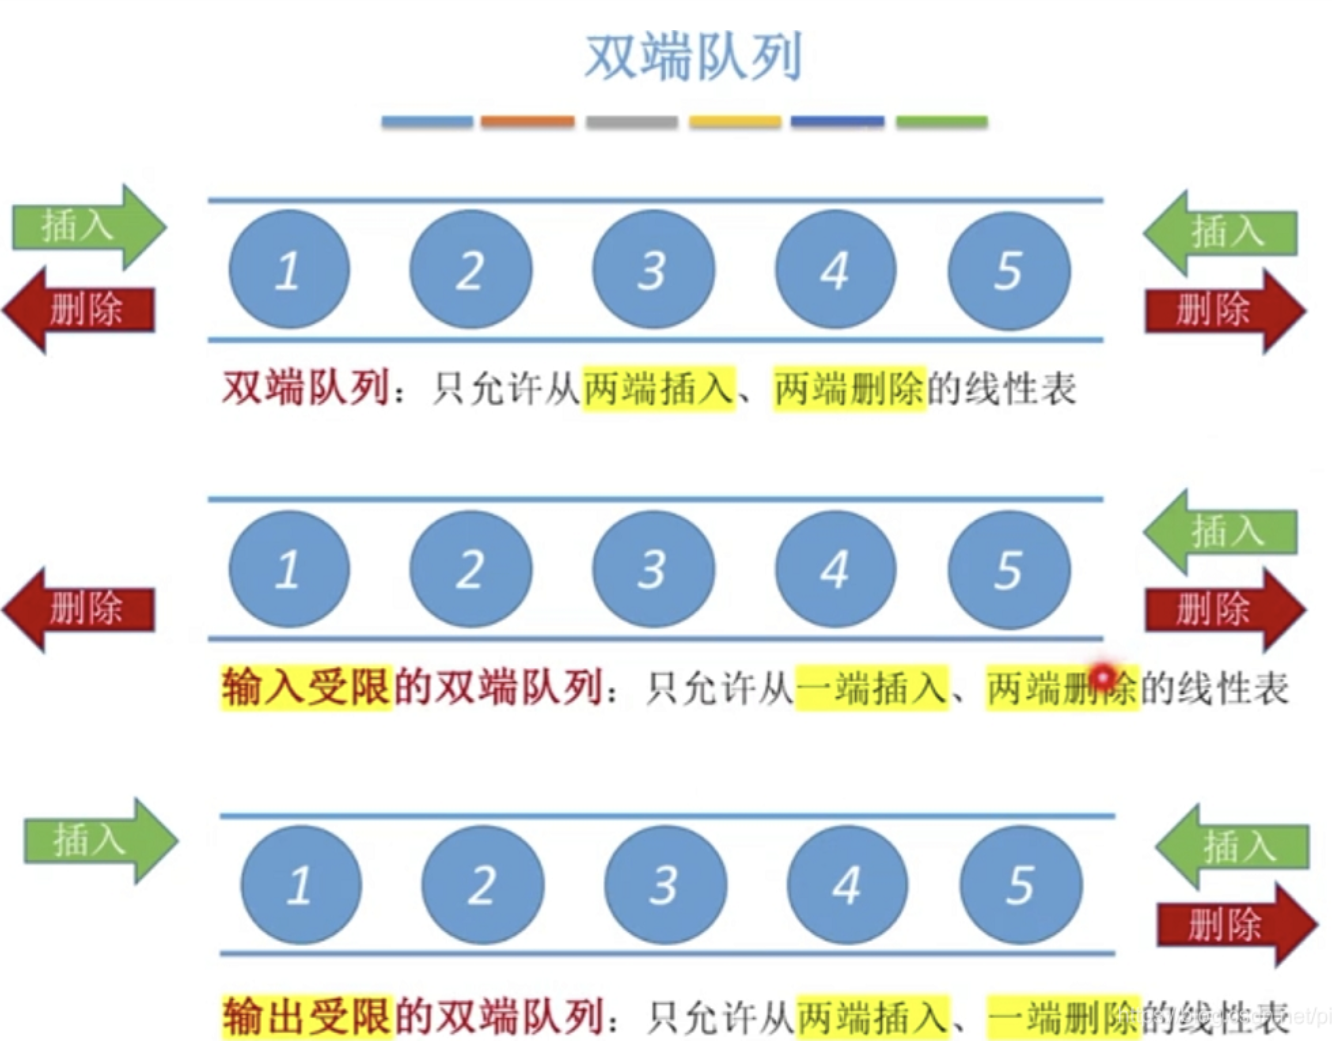 双端队列
插入 插入
1 2 3 4 5
删除 删除
双端队列：只允许从两端插入、两端删除的线性表
插入
1 2 3 4 5
删除 删除
输入受限的双端队列：只允许从一端插入、两端删除的线性表
插入 插入
1 2 3 4 5
删除
输出受限的双端队列：只允许从两端插入、一端删除的线性表